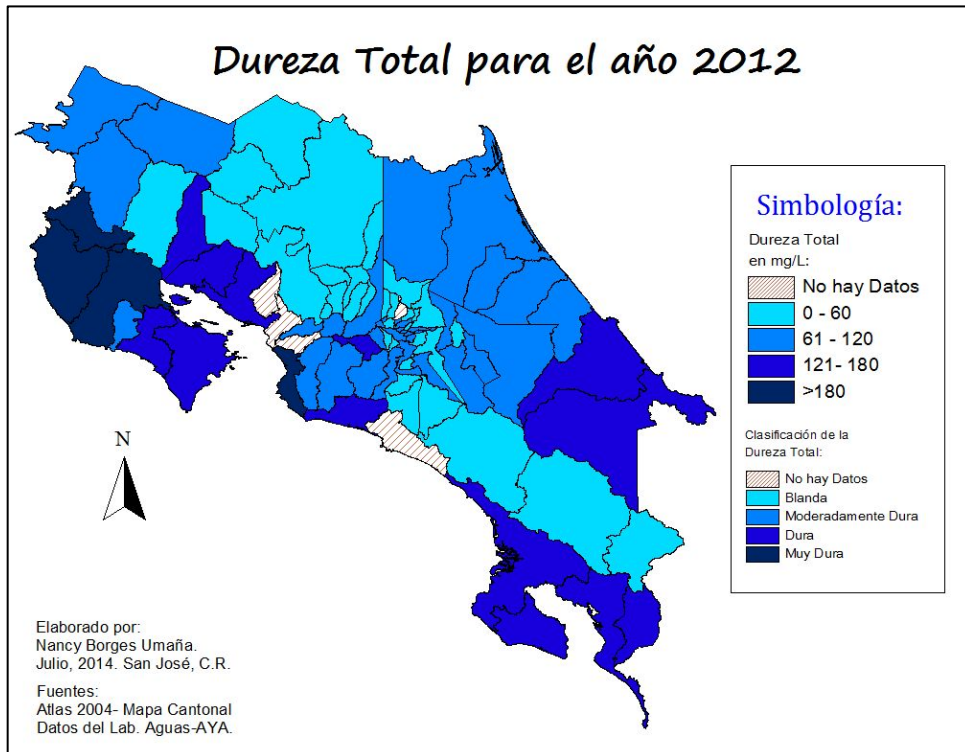 Dureza Total para el año 2012
Simbología:
Dureza Total
en mg/L:
No hay Datos
0 - 60
61 - 120
121- 180
>180
Clasificación de la
Dureza Total:
No hay Datos
Blanda
Moderadamente Dura
Dura
Muy Dura
N
Elaborado por:
Nancy Borges Umaña.
Julio, 2014. San José, C.R.
Fuentes:
Atlas 2004- Mapa Cantonal
Datos del Lab. Aguas-AYA.